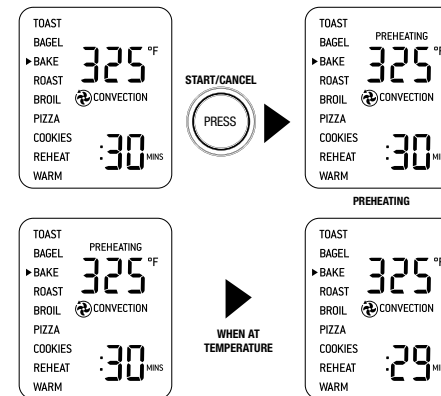 TOAST
BAGEL
BAKE
ROAST
BROIL
PIZZA
COOKIES
REHEAT
WARM
325°F
CONVECTION
:30 MINS
START/CANCEL
PRESS
TOAST
BAGEL
BAKE
ROAST
BROIL
PIZZA
COOKIES
REHEAT
WARM
PREHEATING
325°F
CONVECTION
:30 MI
PREHEATING
TOAST
BAGEL
BAKE
ROAST
BROIL
PIZZA
COOKIES
REHEAT
WARM
PREHEATING
325°F
CONVECTION
:30 MINS
WHEN AT
TEMPERATURE
TOAST
BAGEL
BAKE
ROAST
BROIL
PIZZA
COOKIES
REHEAT
WARM
325°F
CONVECTION
:29 MI